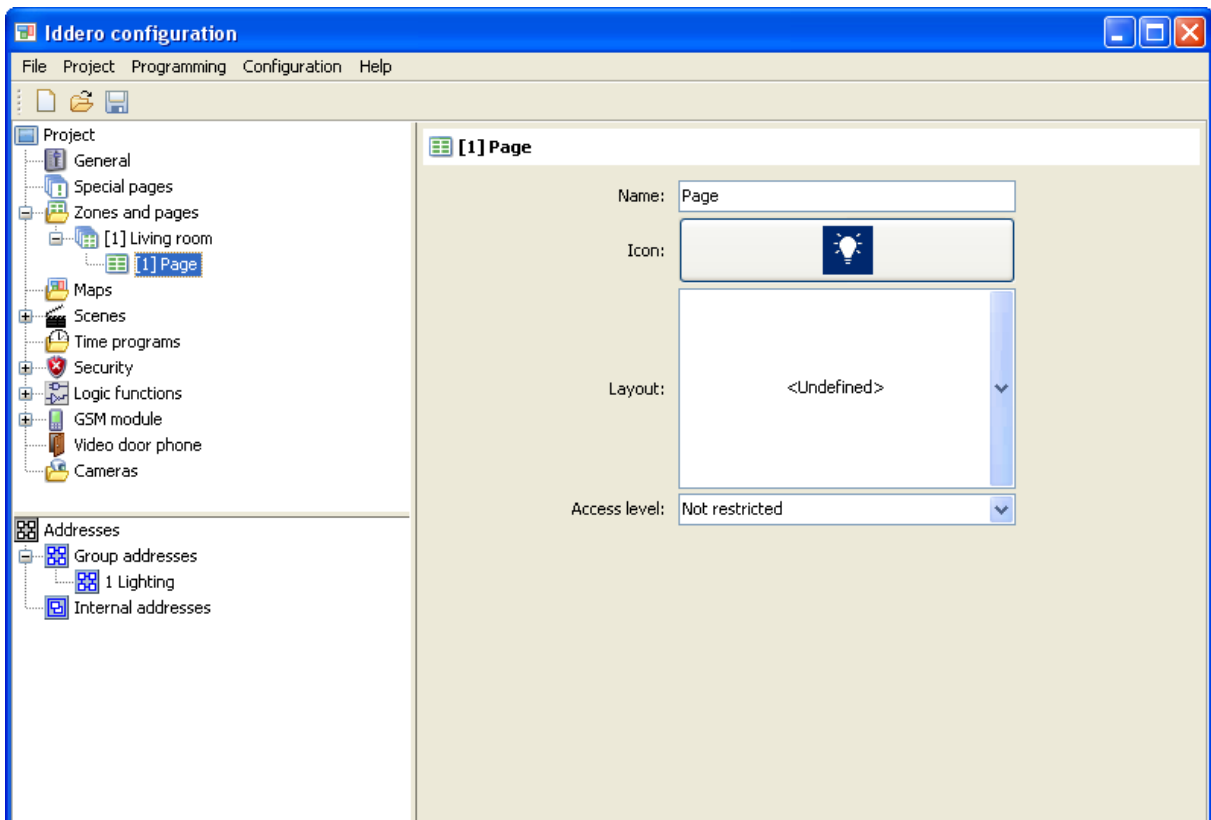 Iddero configuration
File Project Programming Configuration Help
Project
General
Special pages
Zones and pages
[1] Living room
[1] Page
Maps
Scenes
Time programs
Security
Logic functions
GSM module
Video door phone
Cameras
Addresses
Group addresses
1 Lighting
Internal addresses
[1] Page
Name: Page
Icon:
Layout: <Undefined>
Access level: Not restricted